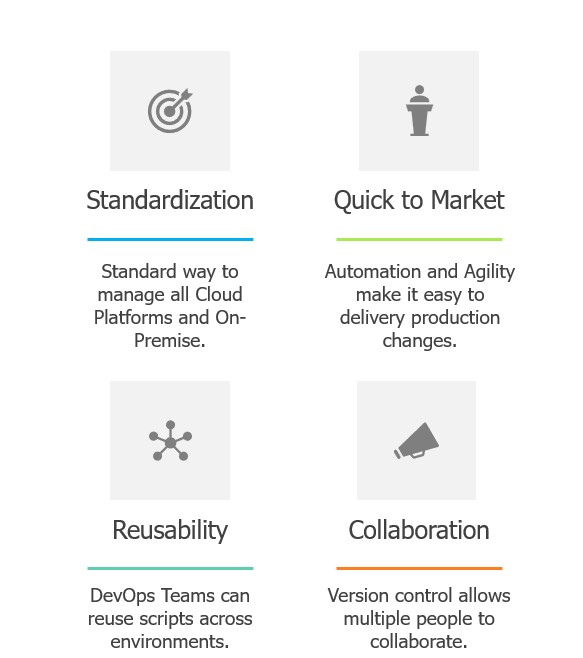 Standardization
Standard way to
manage all Cloud
Platforms and On-
Premise.
Quick to Market
Automation and Agility
make it easy to
delivery production
changes.
Reusability
DevOps Teams can
reuse scripts across
environments.
Collaboration
Version control allows
multiple people to
collaborate.